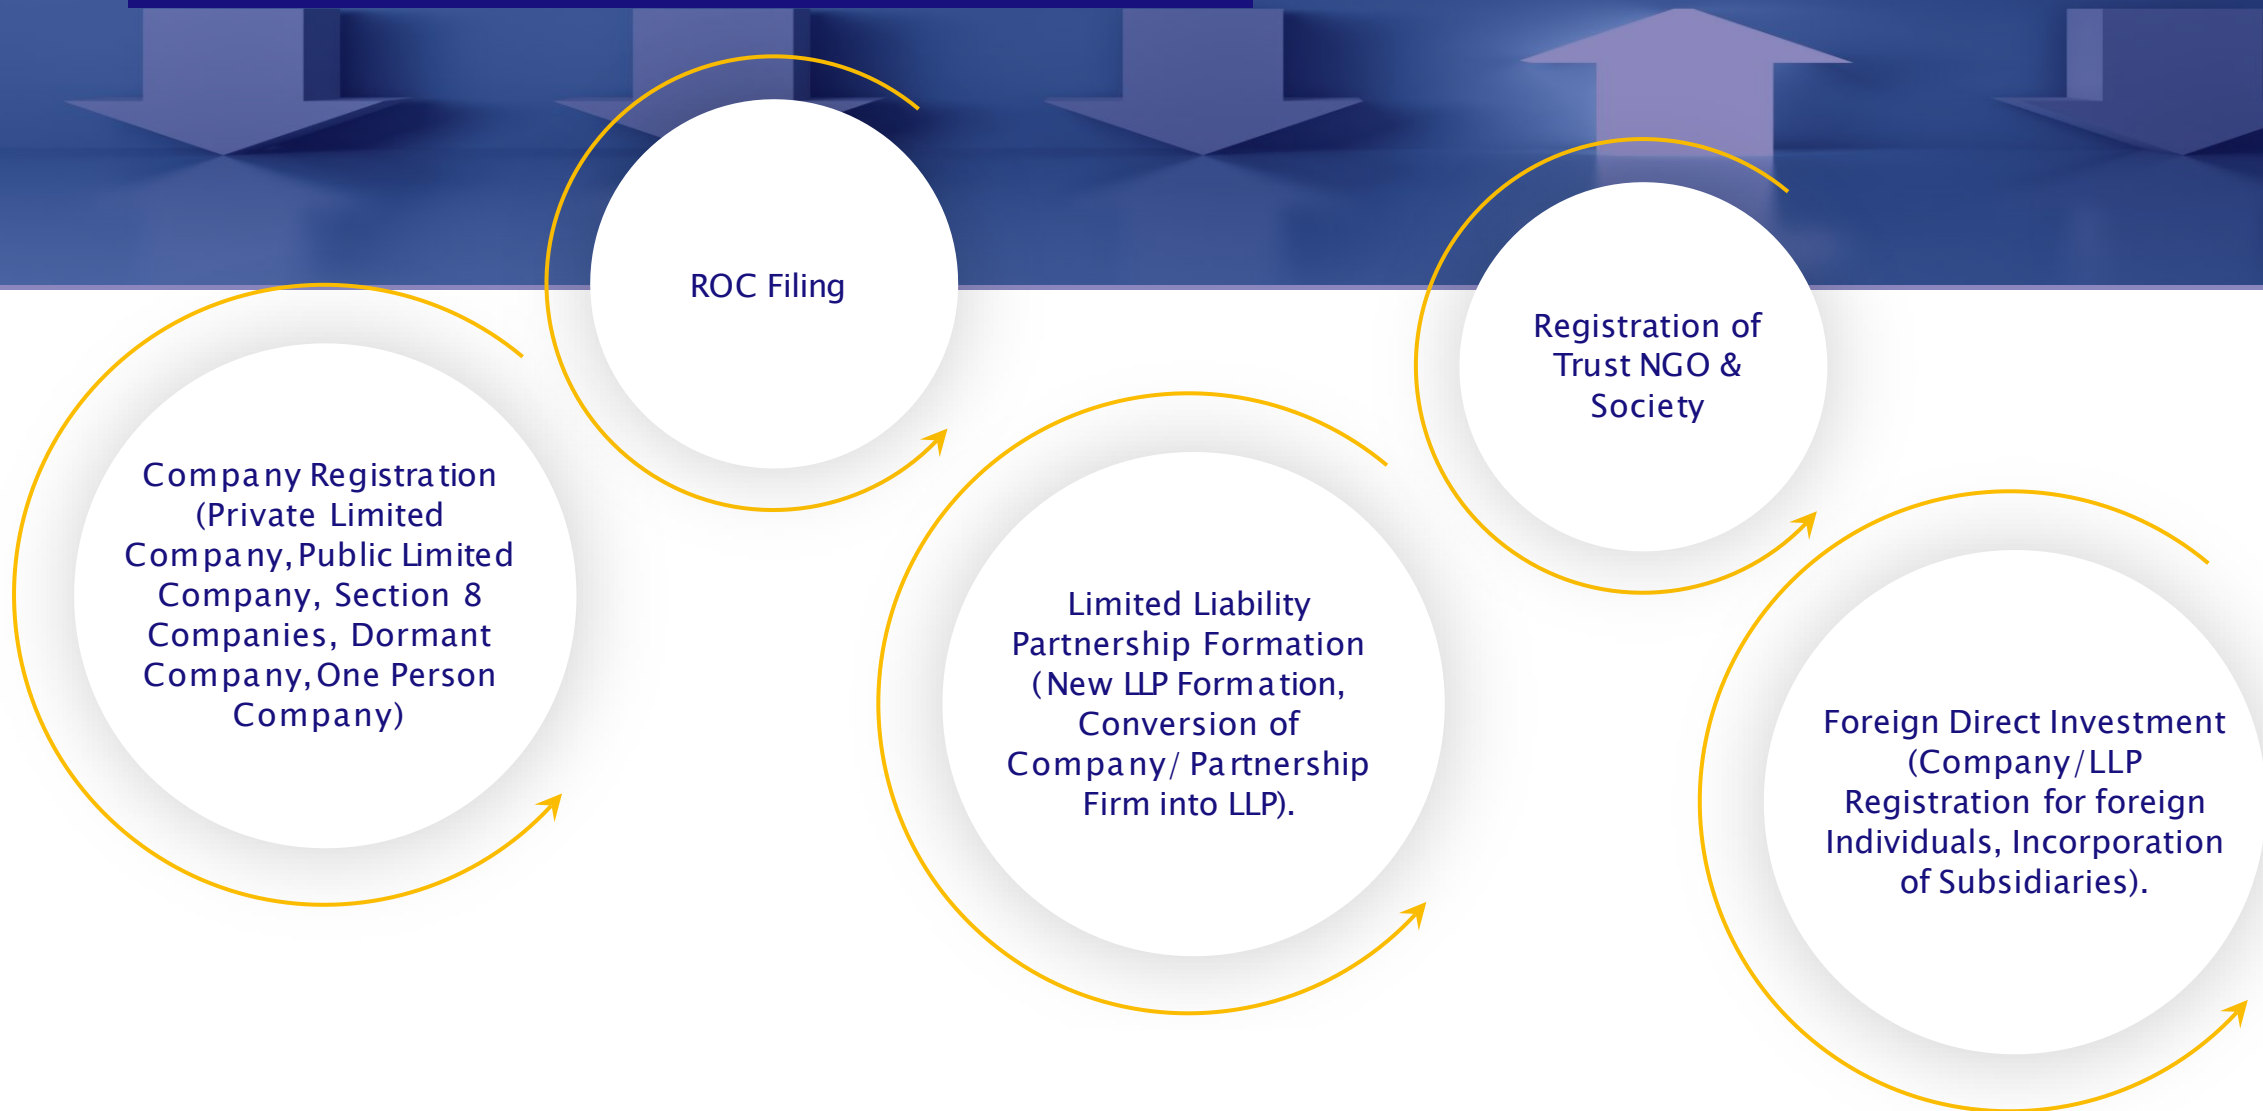 ROC Filing
Company Registration
(Private Limited
Company, Public Limited
Company, Section 8
Companies, Dormant
Company, One Person
Company)
Registration of
Trust NGO &
Society
Limited Liability
Partnership Formation
(New LLP Formation,
Conversion of
Company/ Partnership
Firm into LLP).
Foreign Direct Investment
(Company/LLP
Registration for foreign
Individuals, Incorporation
of Subsidiaries).